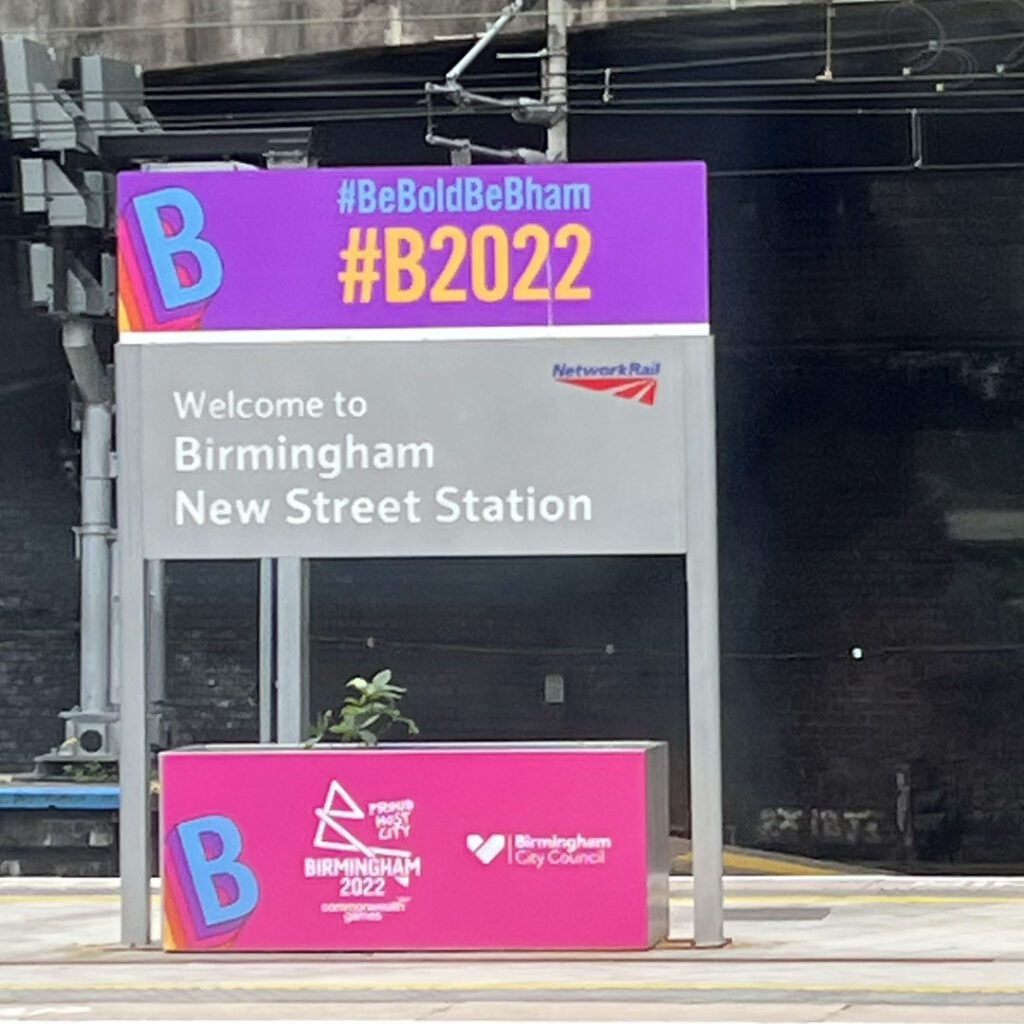 B
#BeBoldBeBham
#B2022
NetworkRail
Welcome to
Birmingham
New Street Station
B
PROUD
HOST
CITY
BIRMINGHAM
2022
commonwealth
games
Birmingham
City Council